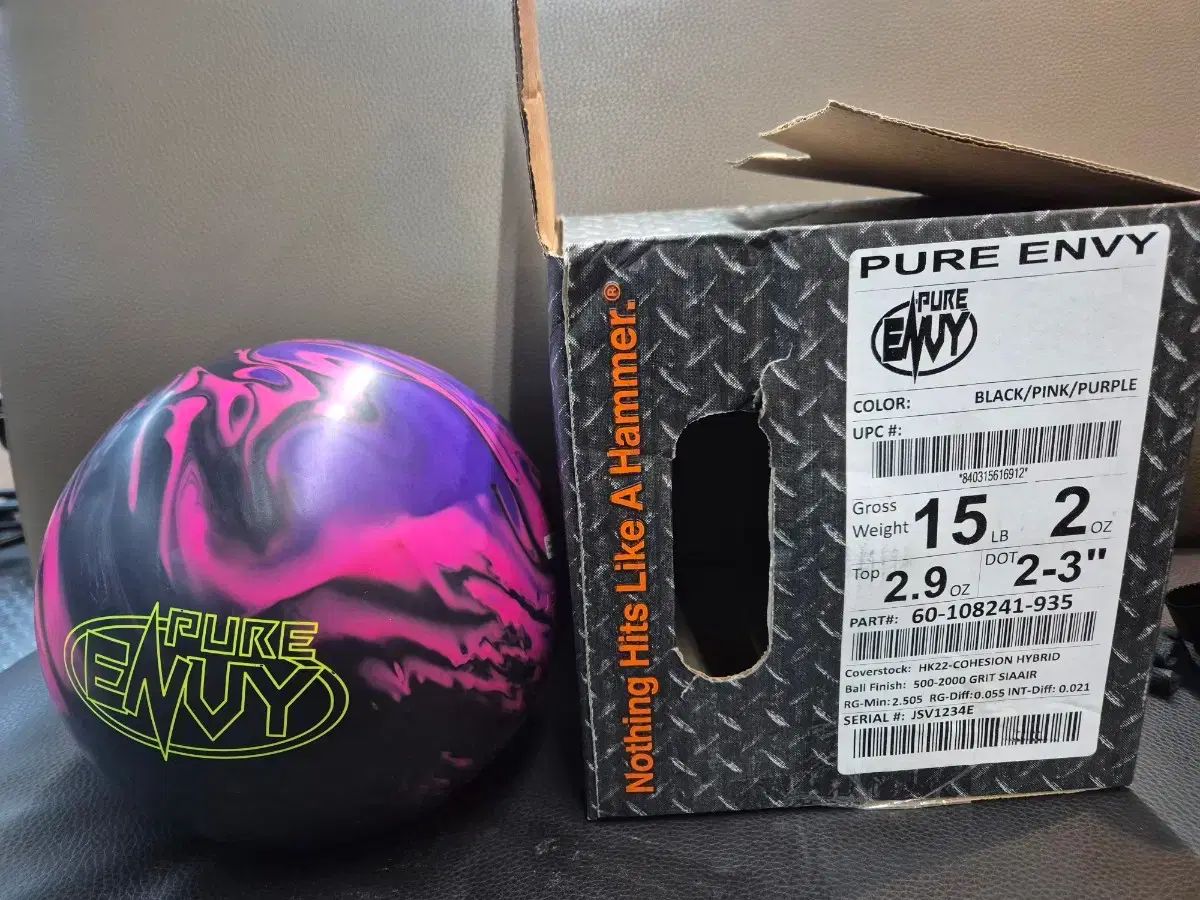 PURE
ENVY
Nothing Hits Like A Hammer.®
PURE ENVY
PURE
ENVY
COLOR: BLACK/PINK/PURPLE
UPC #:
*840315616912*
Gross Weight 15 LB 2 OZ
Top 2.9 OZ DOT 2-3"
PART#: 60-108241-935
Coverstock: HK22-COHESION HYBRID
Ball Finish: 500-2000 GRIT SIAAIR
RG-Min: 2.505 RG-Diff:0.055 INT-Diff: 0.021
SERIAL #: JSV1234E